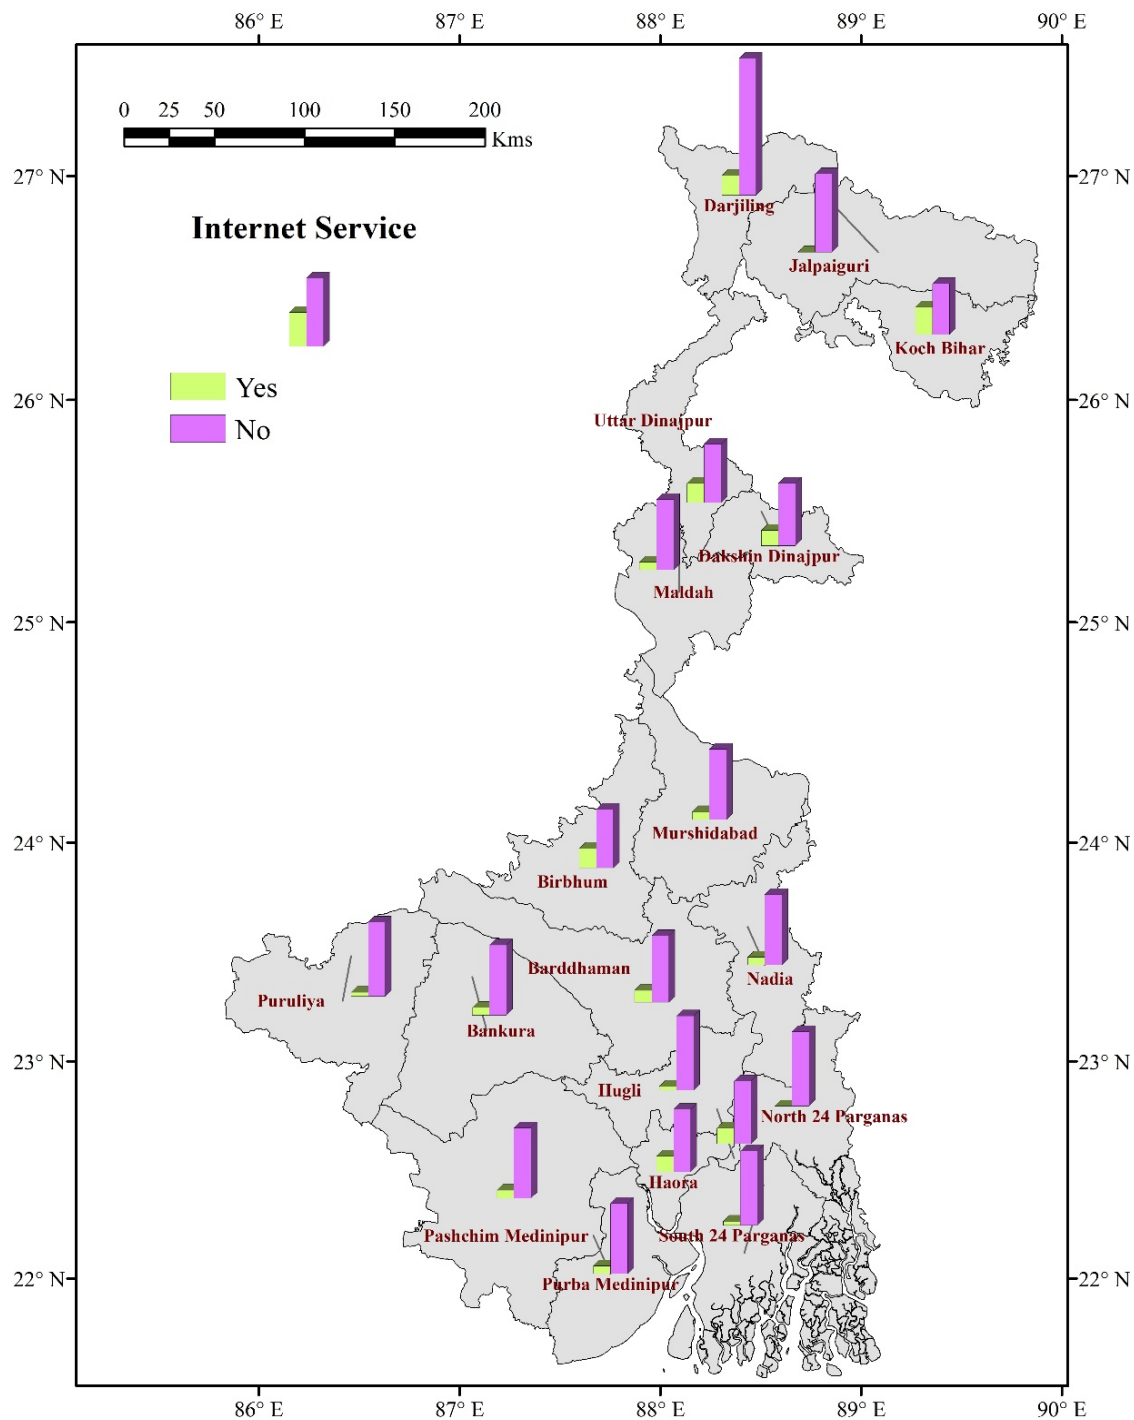 86° E 87° E 88° E 89° E 90° E
0 25 50 100 150 200
Kms
27° N 27° N
Darjiling
Internet Service
Jalpaiguri
Koch Bihar
Yes
26° N 26° N
No
Uttar Dinajpur
Dakshin Dinajpur
Maldah
25° N 25° N
Murshidabad
24° N 24° N
Birbhum
Barddhaman
Nadia
Puruliya
Bankura
23° N 23° N
Hugli
North 24 Parganas
Haora
Pashchim Medinipur
South 24 Parganas
22° N 22° N
Purba Medinipur
86° E 87° E 88° E 89° E 90° E